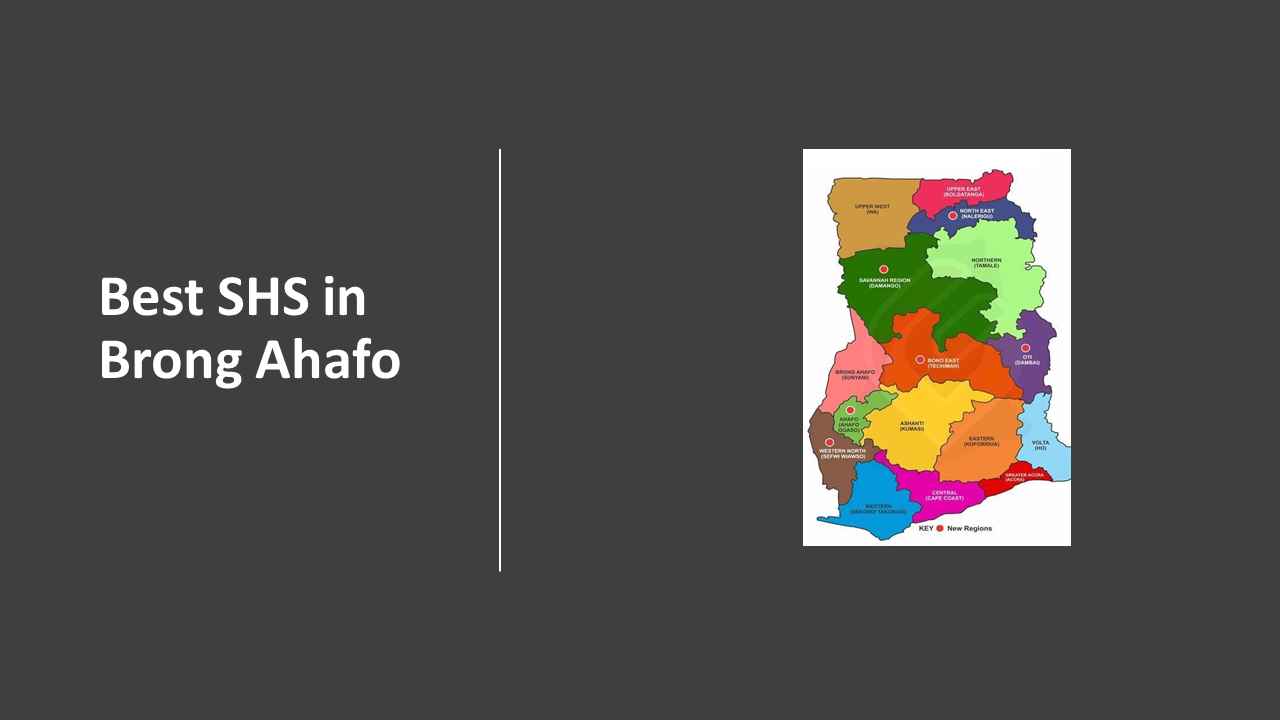 Best SHS in
Brong Ahafo
UPPER EAST
(BOLGATANGA)
UPPER WEST
(WA)
NORTH EAST
(NALERIGU)
NORTHERN
(TAMALE)
SAVANNAH REGION
(DAMANGO)
OTI
(DAMBAI)
BONO EAST
(TECHIMAN)
BRONG AHAFO
(SUNYANI)
AHAFO
(AHAFO
GOASO)
ASHANTI
(KUMASI)
EASTERN
(KOFORIDUA)
VOLTA
(HO)
WESTERN NORTH
(SEFWI WIAWSO)
GREATER ACCRA
(ACCRA)
CENTRAL
(CAPE COAST)
WESTERN
(SEKONDI TAKORADI)
KEY New Regions